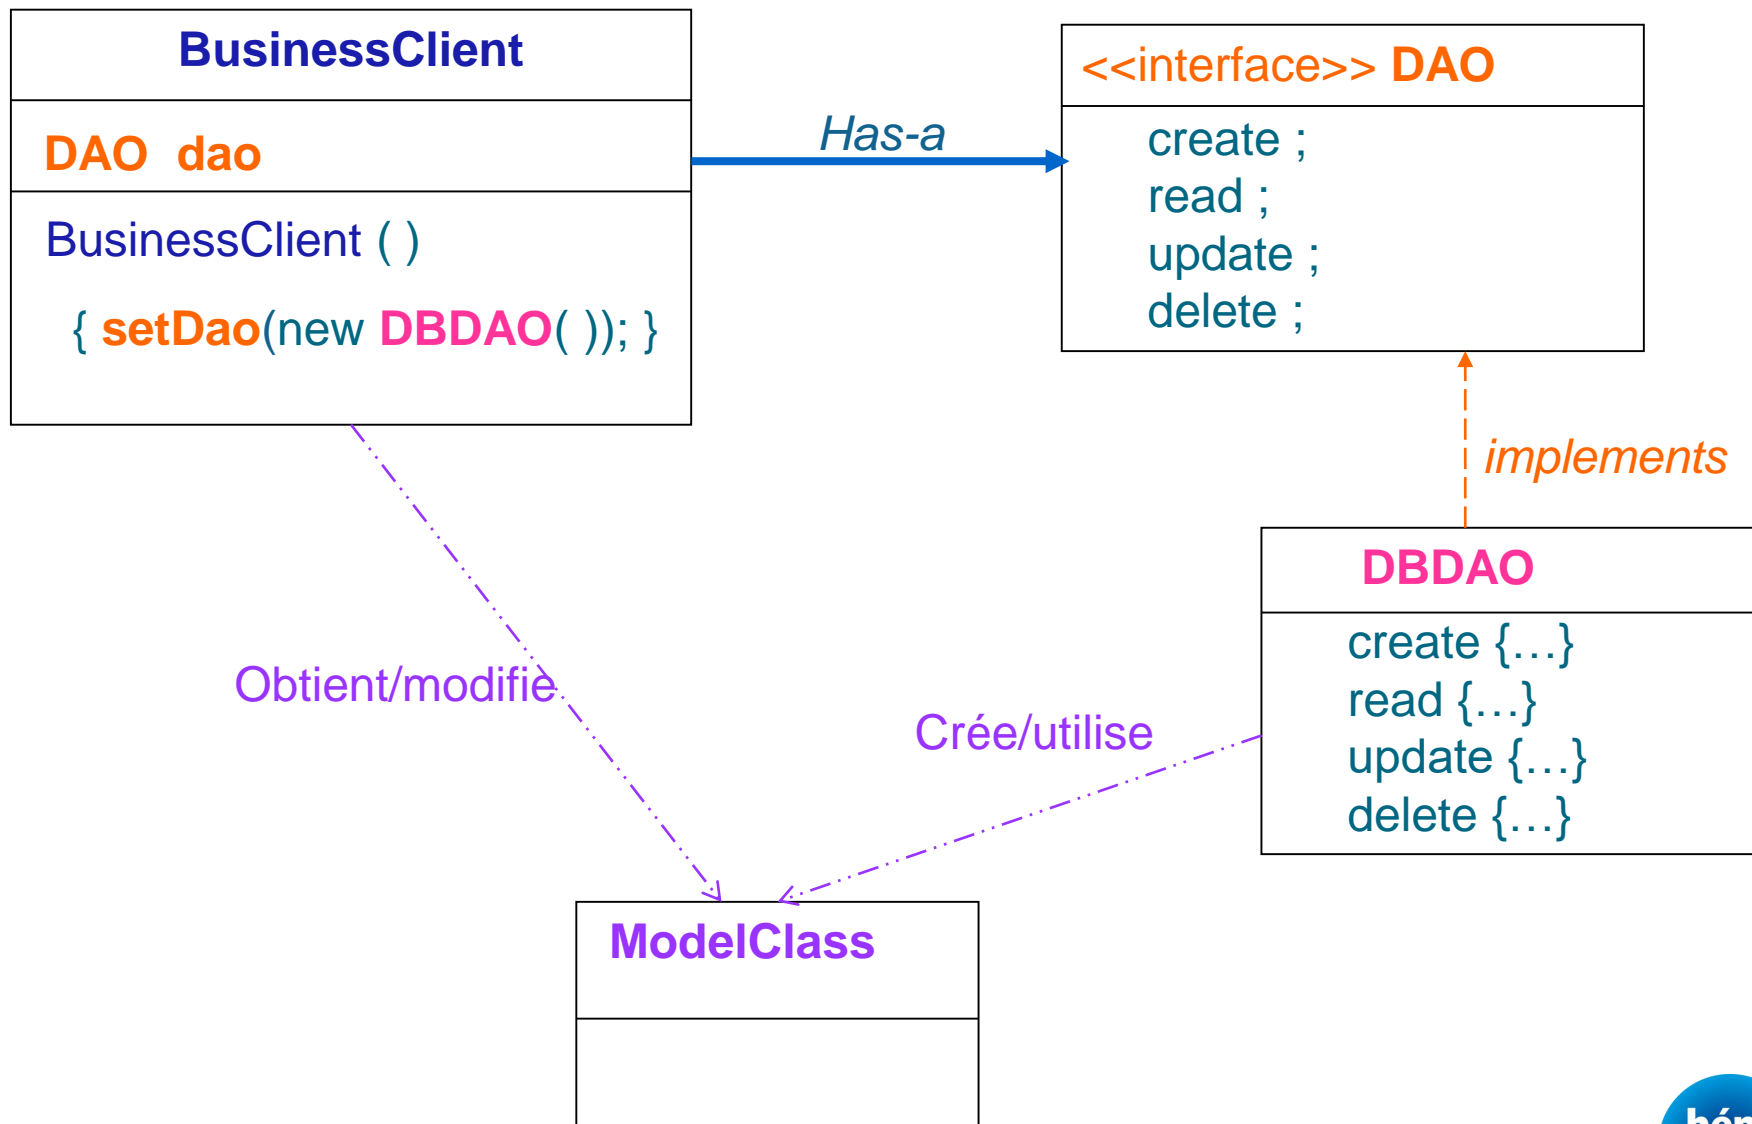 BusinessClient
DAO dao
BusinessClient ( )
{ setDao(new DBDAO( )); }
Has-a
<<interface>> DAO
create ;
read ;
update ;
delete ;
implements
DBDAO
create {…}
read {…}
update {…}
delete {…}
Obtient/modifie
Crée/utilise
ModelClass